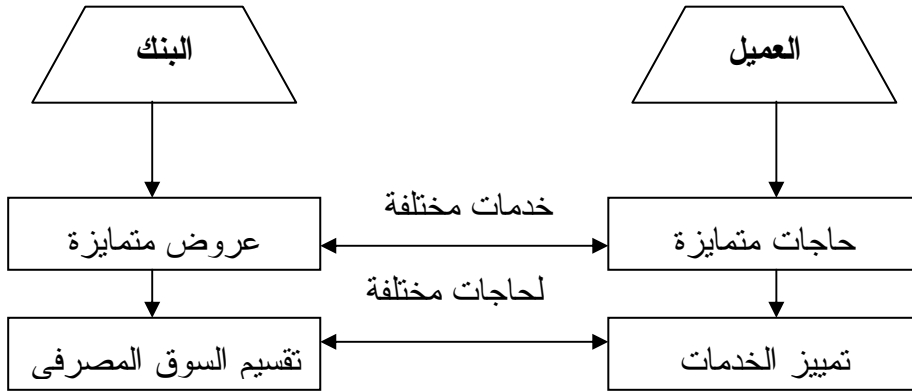 العميل
البنك
خدمات مختلفة
حاجات متمايزة
عروض متمايزة
لحاجات مختلفة
تمييز الخدمات
تقسيم السوق المصرفى